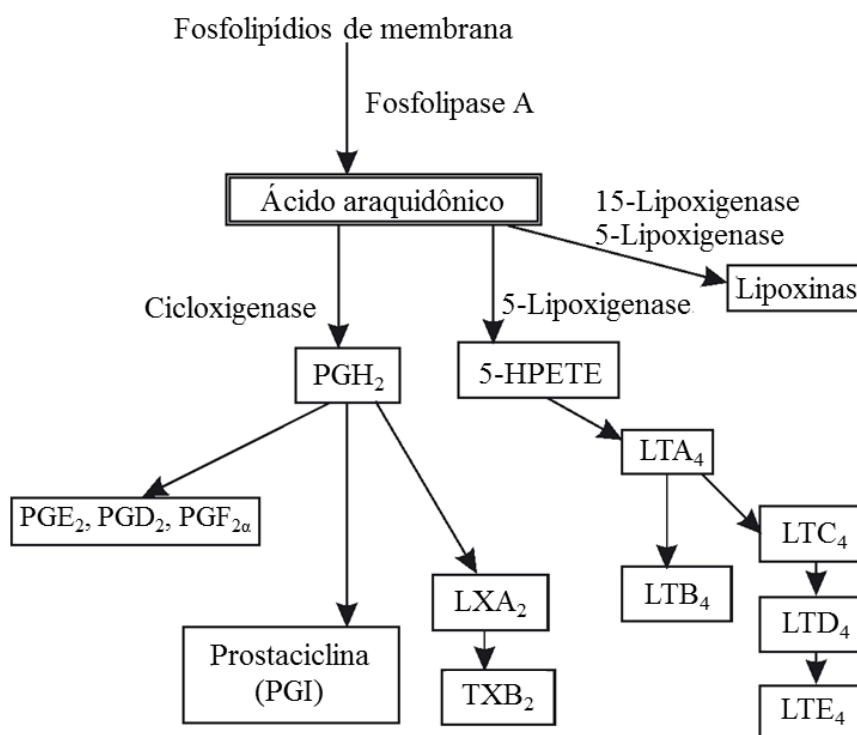 Fosfolipídios de membrana
Fosfolipase A
Ácido araquidônico
15-Lipoxigenase
5-Lipoxigenase
Lipoxinas
Cicloxigenase
5-Lipoxigenase
PGH₂
5-HPETE
LTA₄
PGE₂, PGD₂, PGF₂α
LTC₄
LXA₂
LTB₄
LTD₄
Prostaciclina
(PGI)
TXB₂
LTE₄